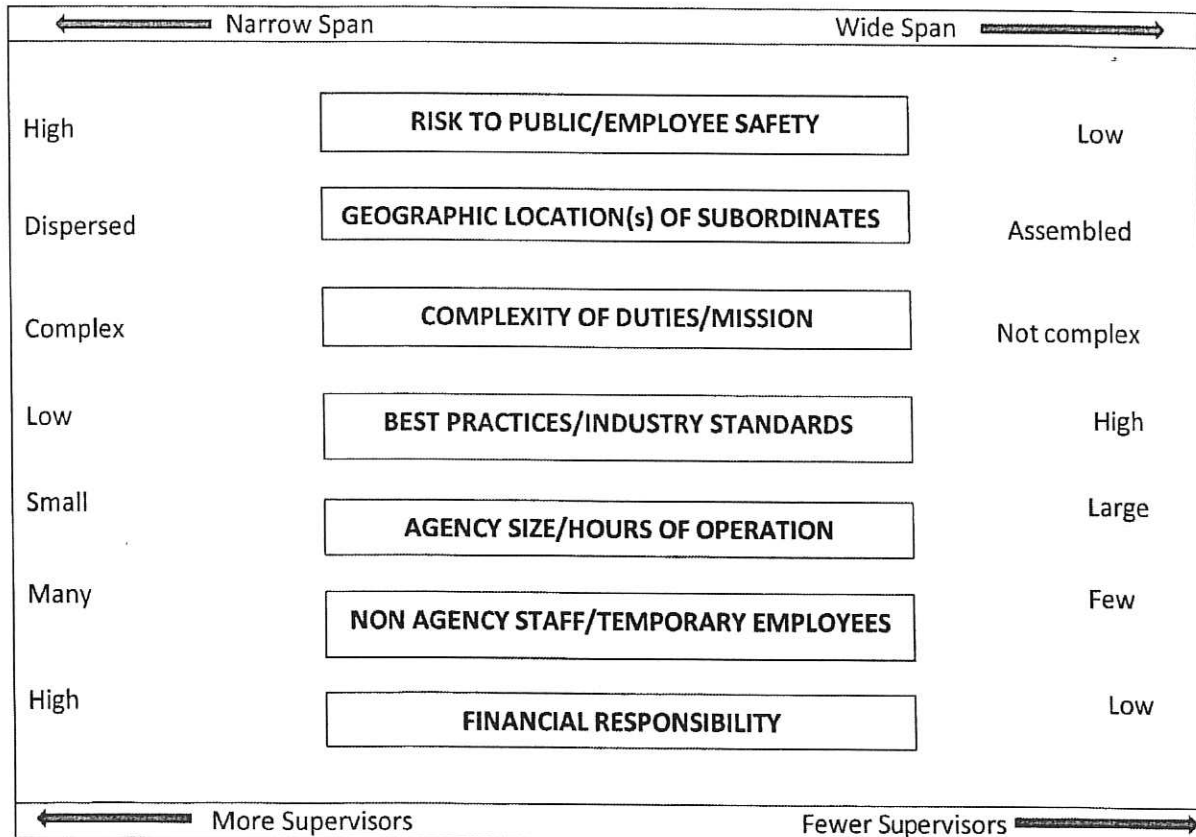 Narrow Span Wide Span
High RISK TO PUBLIC/EMPLOYEE SAFETY Low
Dispersed GEOGRAPHIC LOCATION(s) OF SUBORDINATES Assembled
Complex COMPLEXITY OF DUTIES/MISSION Not complex
Low BEST PRACTICES/INDUSTRY STANDARDS High
Small AGENCY SIZE/HOURS OF OPERATION Large
Many NON AGENCY STAFF/TEMPORARY EMPLOYEES Few
High FINANCIAL RESPONSIBILITY Low
More Supervisors Fewer Supervisors